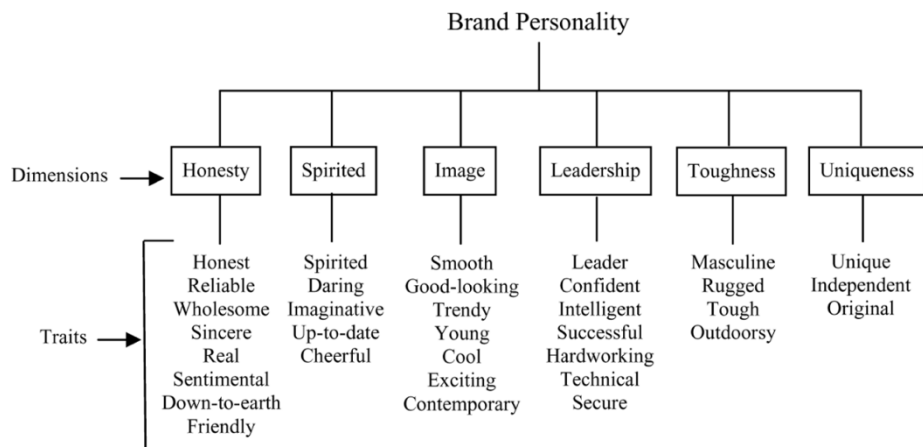 Brand Personality
Dimensions
Honesty
Spirited
Image
Leadership
Toughness
Uniqueness
Traits
Honest
Reliable
Wholesome
Sincere
Real
Sentimental
Down-to-earth
Friendly
Spirited
Daring
Imaginative
Up-to-date
Cheerful
Smooth
Good-looking
Trendy
Young
Cool
Exciting
Contemporary
Leader
Confident
Intelligent
Successful
Hardworking
Technical
Secure
Masculine
Rugged
Tough
Outdoorsy
Unique
Independent
Original